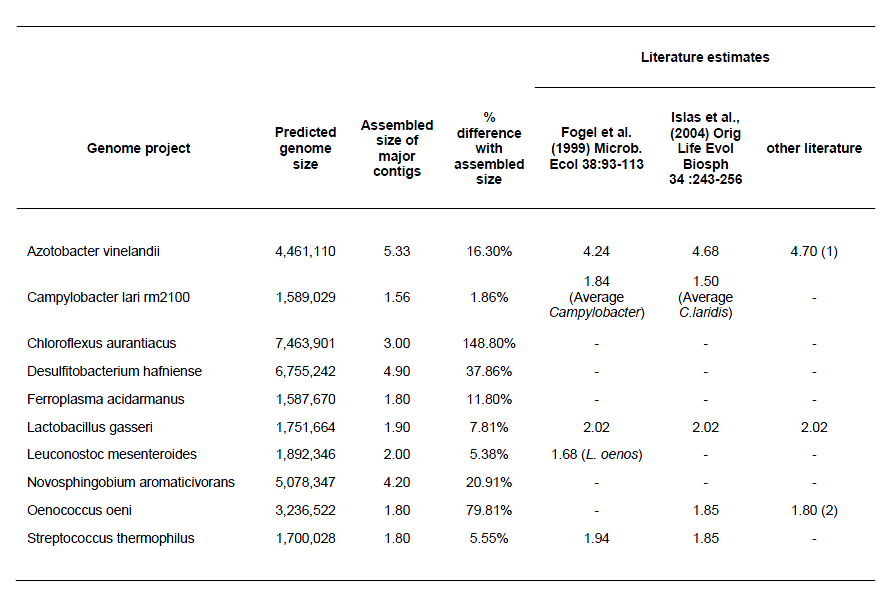 Literature estimates
Genome project
Predicted
genome
size
Assembled
size of
major
contigs
%
difference
with
assembled
size
Fogel et al.
(1999) Microb.
Ecol 38:93-113
Islas et al.,
(2004) Orig
Life Evol
Biosph
34 :243-256
other literature
Azotobacter vinelandii 4,461,110 5.33 16.30% 4.24 4.68 4.70 (1)
Campylobacter lari rm2100 1,589,029 1.56 1.86% 1.84 (Average Campylobacter) 1.50 (Average C.laridis) -
Chloroflexus aurantiacus 7,463,901 3.00 148.80% - - -
Desulfitobacterium hafniense 6,755,242 4.90 37.86% - - -
Ferroplasma acidarmanus 1,587,670 1.80 11.80% - - -
Lactobacillus gasseri 1,751,664 1.90 7.81% 2.02 2.02 2.02
Leuconostoc mesenteroides 1,892,346 2.00 5.38% 1.68 (L. oenos) - -
Novosphingobium aromaticivorans 5,078,347 4.20 20.91% - - -
Oenococcus oeni 3,236,522 1.80 79.81% - 1.85 1.80 (2)
Streptococcus thermophilus 1,700,028 1.80 5.55% 1.94 1.85 -